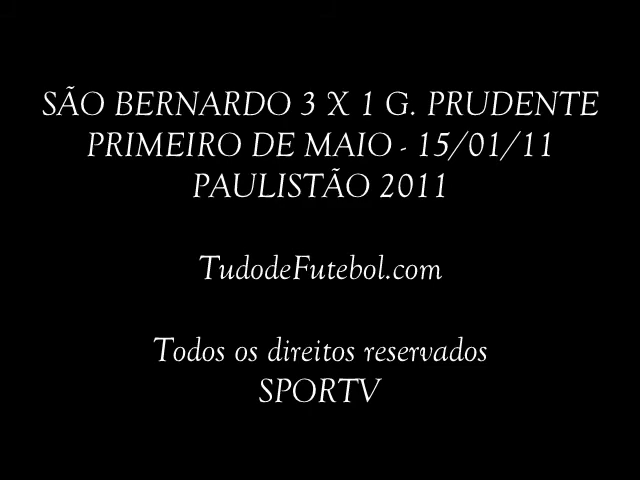 SÃO BERNARDO 3 X 1 G. PRUDENTE
PRIMEIRO DE MAIO - 15/01/11
PAULISTÃO 2011
TudodeFutebol.com
Todos os direitos reservados
SPORTV